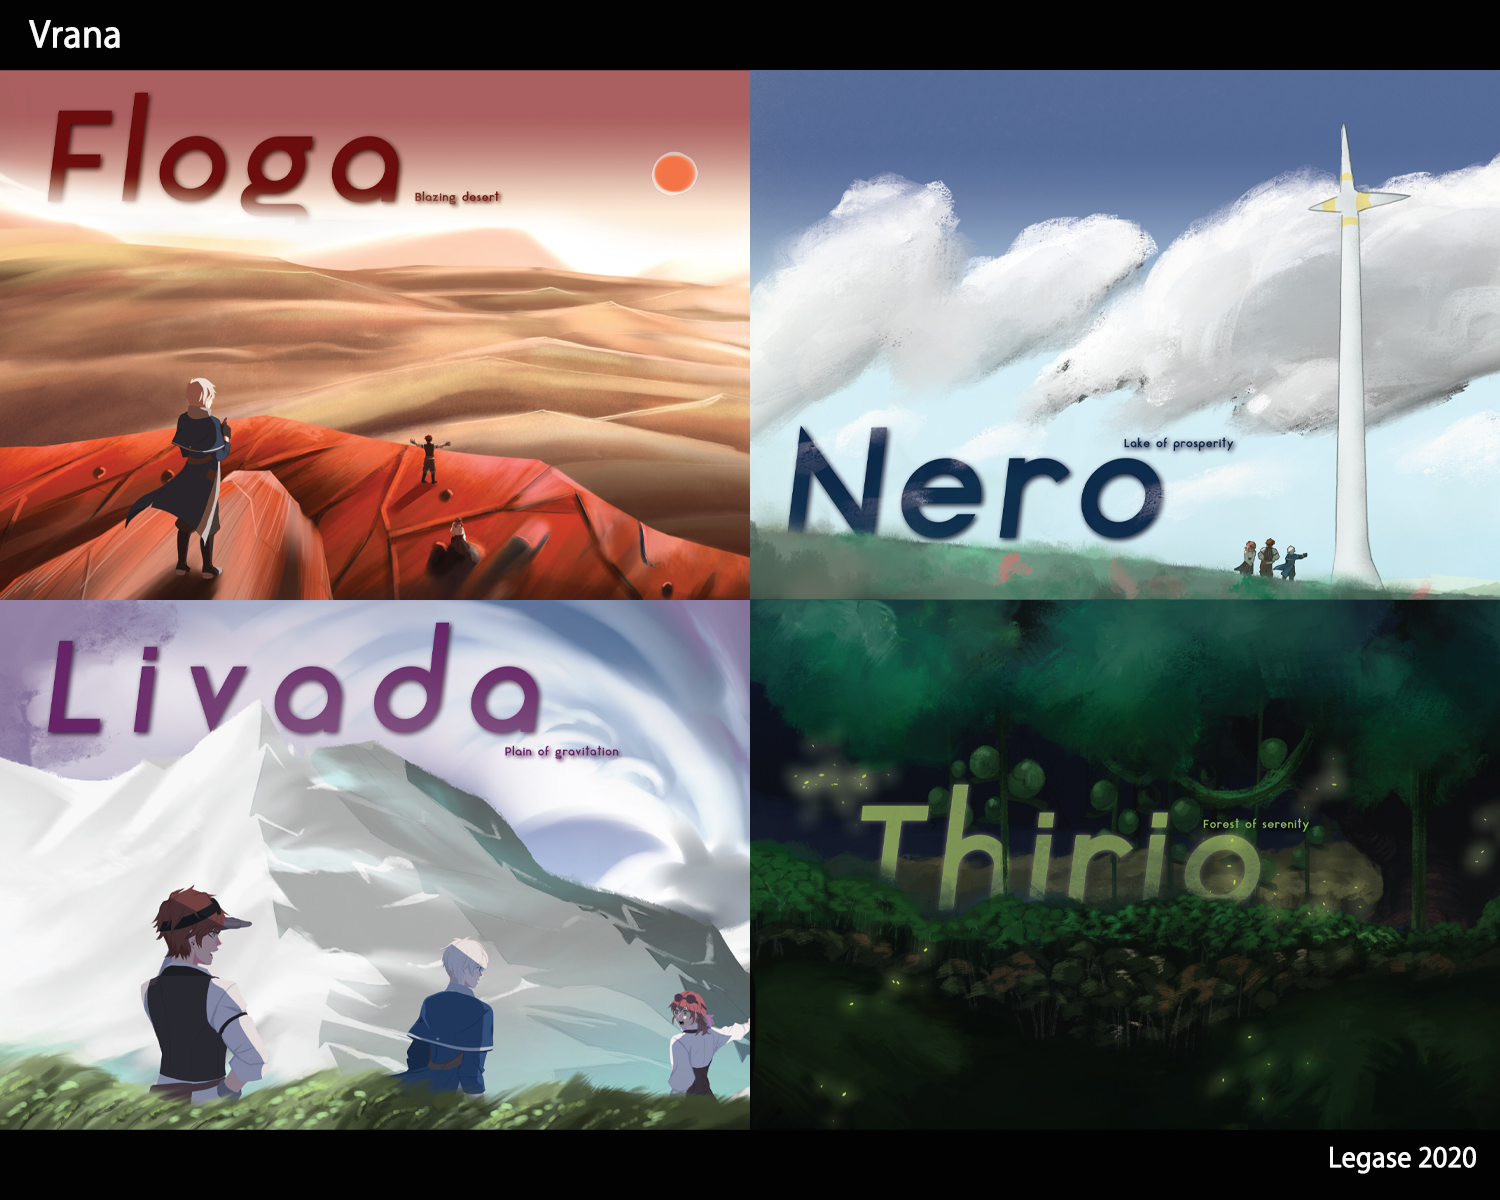 Vrana
Floga
Blazing desert
Nero
Lake of prosperity
Livada
Plain of gravitation
Thirio
Forest of serenity
Legase 2020